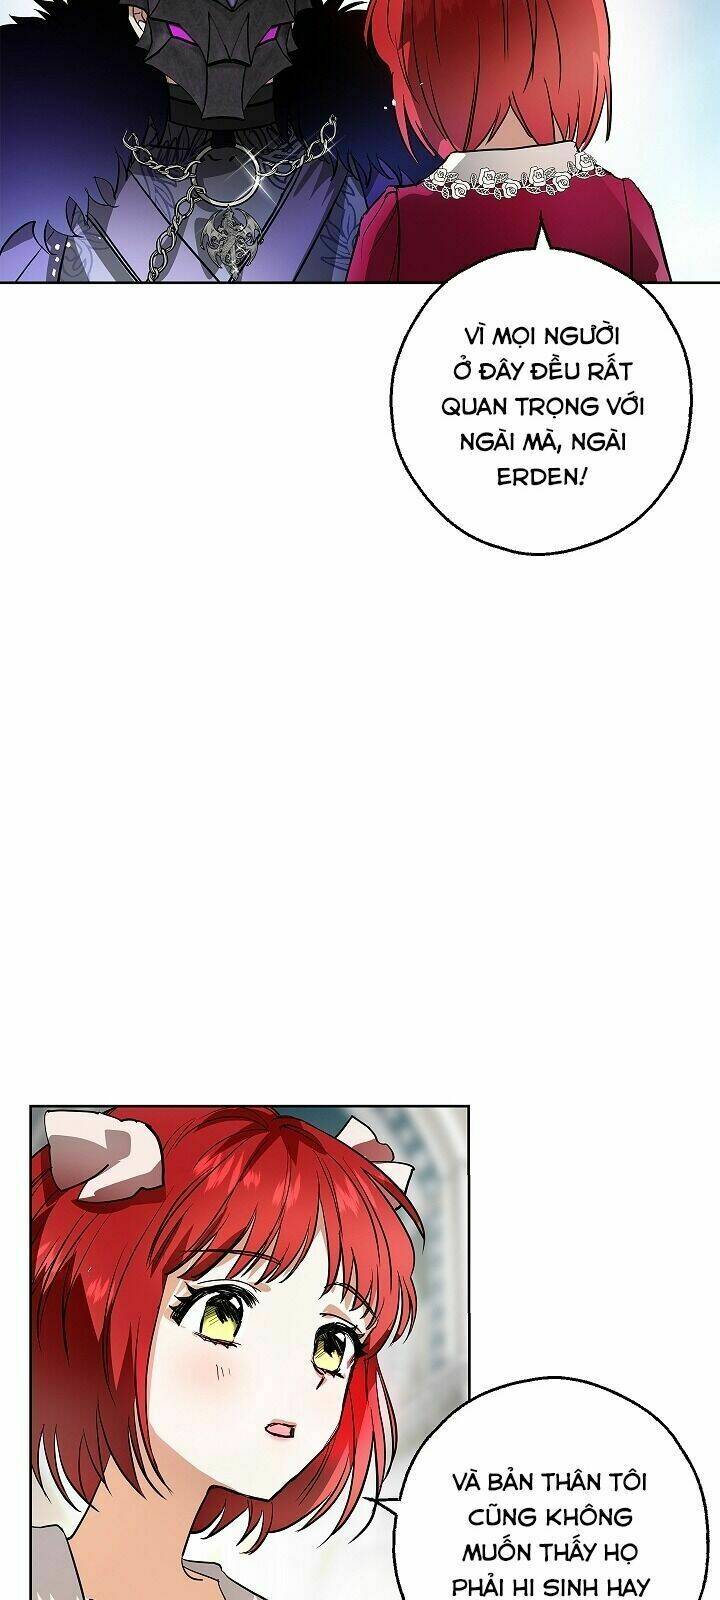 VÌ MỌI NGƯỜI
Ở ĐÂY ĐỀU RẤT
QUAN TRỌNG VỚI
NGÀI MÀ, NGÀI
ERDEN!
VÀ BẢN THÂN TÔI
CŨNG KHÔNG
MUỐN THẤY HỌ
PHẢI HI SINH HAY